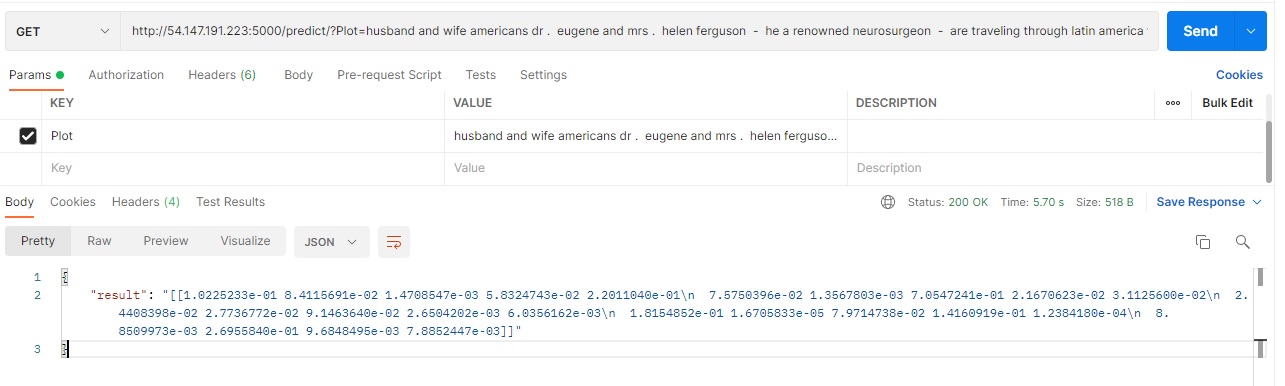 GET http://54.147.191.223:5000/predict/?Plot=husband and wife americans dr . eugene and mrs . helen ferguson - he a renowned neurosurgeon - are traveling through latin america Send
Params Authorization Headers (6) Body Pre-request Script Tests Settings Cookies
KEY VALUE DESCRIPTION Bulk Edit
Plot husband and wife americans dr . eugene and mrs . helen ferguso...
Key Value Description
Body Cookies Headers (4) Test Results Status: 200 OK Time: 5.70 s Size: 518 B Save Response
Pretty Raw Preview Visualize JSON
1 {
2 "result": "[[1.0225233e-01 8.4115691e-02 1.4708547e-03 5.8324743e-02 2.2011040e-01\n 7.5750396e-02 1.3567803e-03 7.0547241e-01 2.1670623e-02 3.1125600e-02\n 2.
4408398e-02 2.7736772e-02 9.1463640e-02 2.6504202e-03 6.0356162e-03\n 1.8154852e-01 1.6705833e-05 7.9714738e-02 1.4160919e-01 1.2384180e-04\n 8.
8509973e-03 2.6955840e-01 9.6848495e-03 7.8852447e-03]]"
3 }